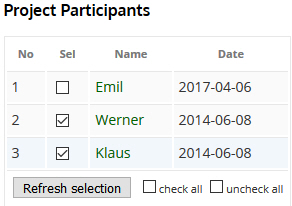 Project Participants
No Sel Name Date
1 Emil 2017-04-06
2 Werner 2014-06-08
3 Klaus 2014-06-08
Refresh selection check all uncheck all